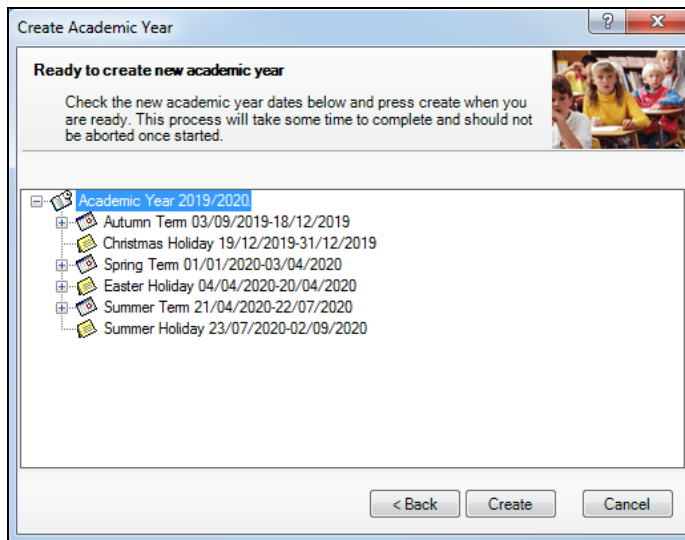 Create Academic Year
Ready to create new academic year
Check the new academic year dates below and press create when you
are ready. This process will take some time to complete and should not
be aborted once started.
Academic Year 2019/2020
Autumn Term 03/09/2019-18/12/2019
Christmas Holiday 19/12/2019-31/12/2019
Spring Term 01/01/2020-03/04/2020
Easter Holiday 04/04/2020-20/04/2020
Summer Term 21/04/2020-22/07/2020
Summer Holiday 23/07/2020-02/09/2020
< Back Create Cancel